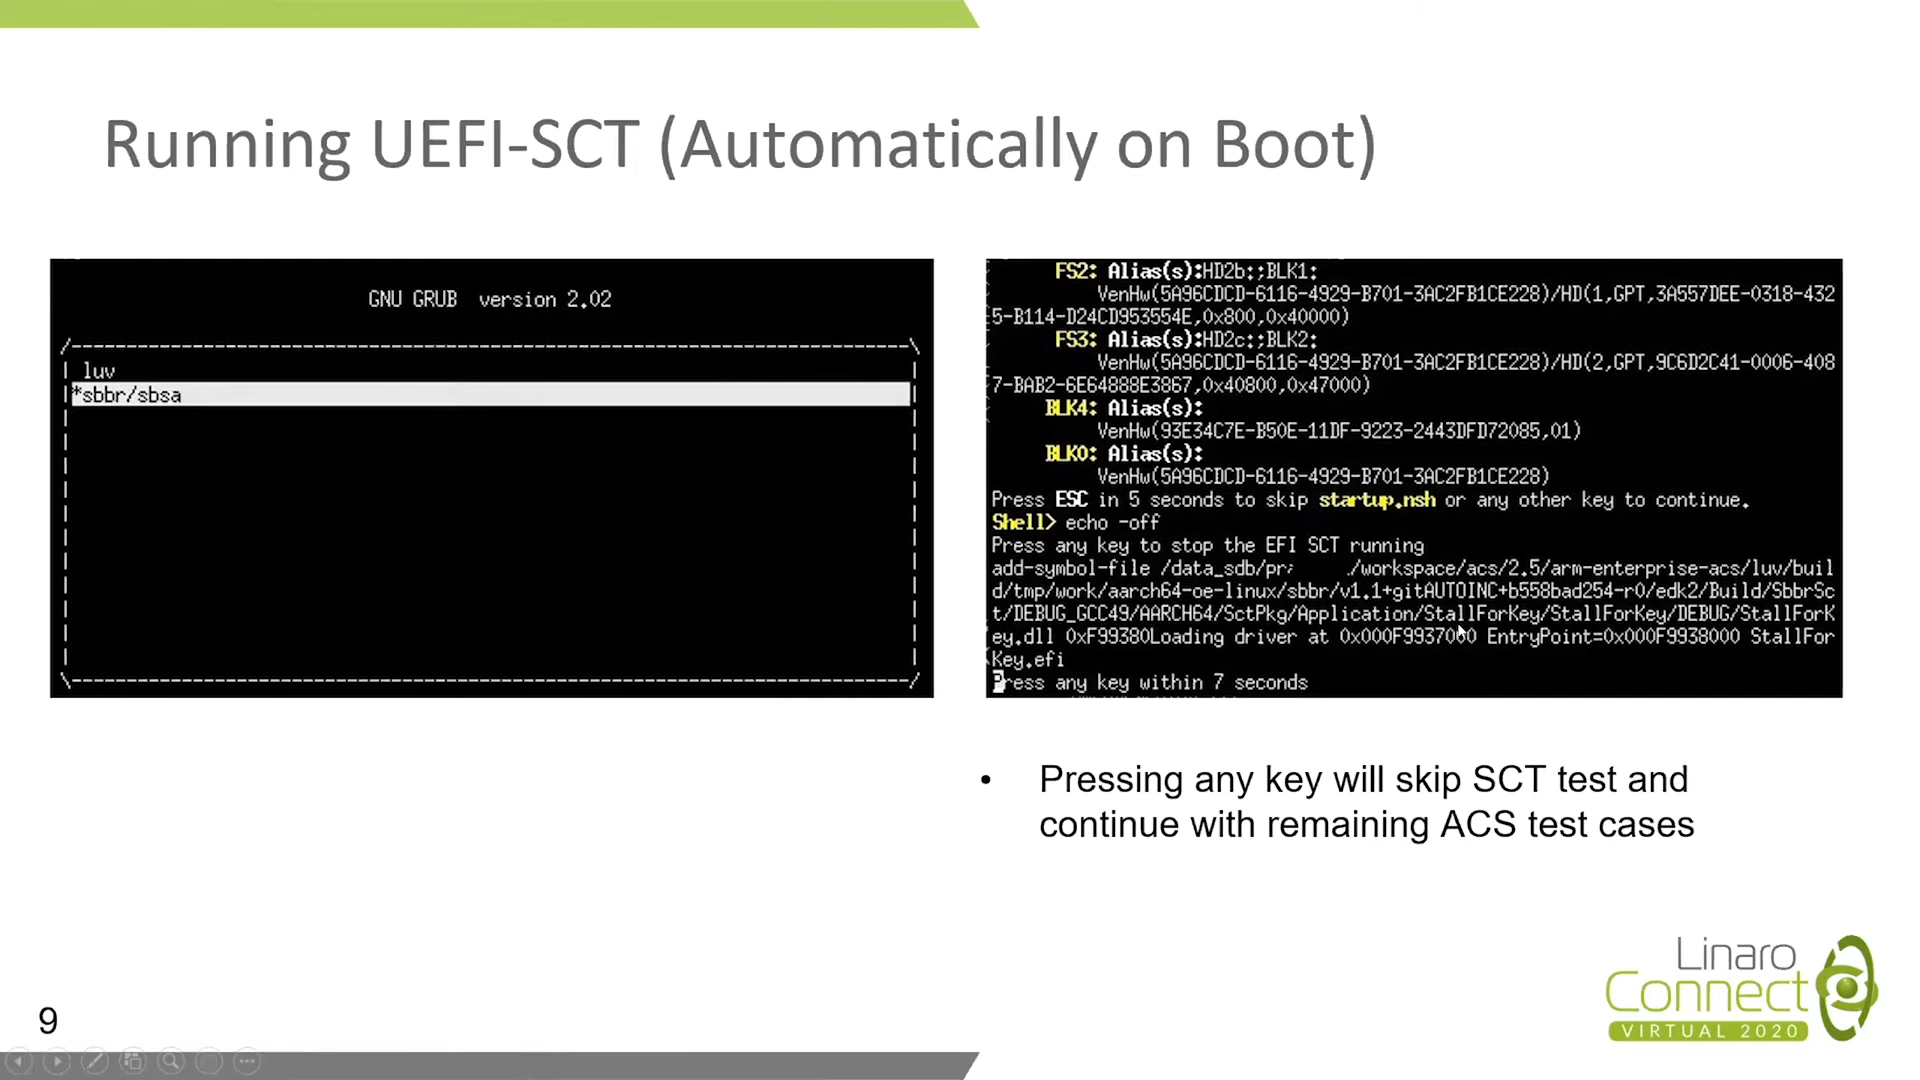 Running UEFI-SCT (Automatically on Boot)
GNU GRUB version 2.02
luv
*sbbr/sbsa
FS2: Alias(s):HD2b:;BLK1:
VenHw(5A96CDCD-6116-4929-B701-3AC2FB1CE228)/HD(1,GPT,3A557DEE-0318-432
5-B114-D24CD953554E,0x800,0x40000)
FS3: Alias(s):HD2c:;BLK2:
VenHw(5A96CDCD-6116-4929-B701-3AC2FB1CE228)/HD(2,GPT,9C6D2C41-0006-408
7-BAB2-6E64888E3867,0x40800,0x47000)
BLK4: Alias(s):
VenHw(93E34C7E-B50E-11DF-9223-2443DFD72085,01)
BLK0: Alias(s):
VenHw(5A96CDCD-6116-4929-B701-3AC2FB1CE228)
Press ESC in 5 seconds to skip startup.nsh or any other key to continue.
Shell> echo -off
Press any key to stop the EFI SCT running
add-symbol-file /data_sdb/pr ./workspace/acs/2.5/arm-enterprise-acs/luv/buil
d/tmp/work/aarch64-oe-linux/sbbr/v1.1+gitAUTOINC+b558bad254-r0/edk2/Build/SbbrSc
t/DEBUG_GCC49/AARCH64/SctPkg/Application/StallForKey/StallForKey/DEBUG/StallForK
ey.dll 0xF99380Loading driver at 0x000F9937000 EntryPoint=0x000F9938000 StallFor
Key.efi
Press any key within 7 seconds
• Pressing any key will skip SCT test and
continue with remaining ACS test cases
Linaro
Connect
VIRTUAL 2020
9